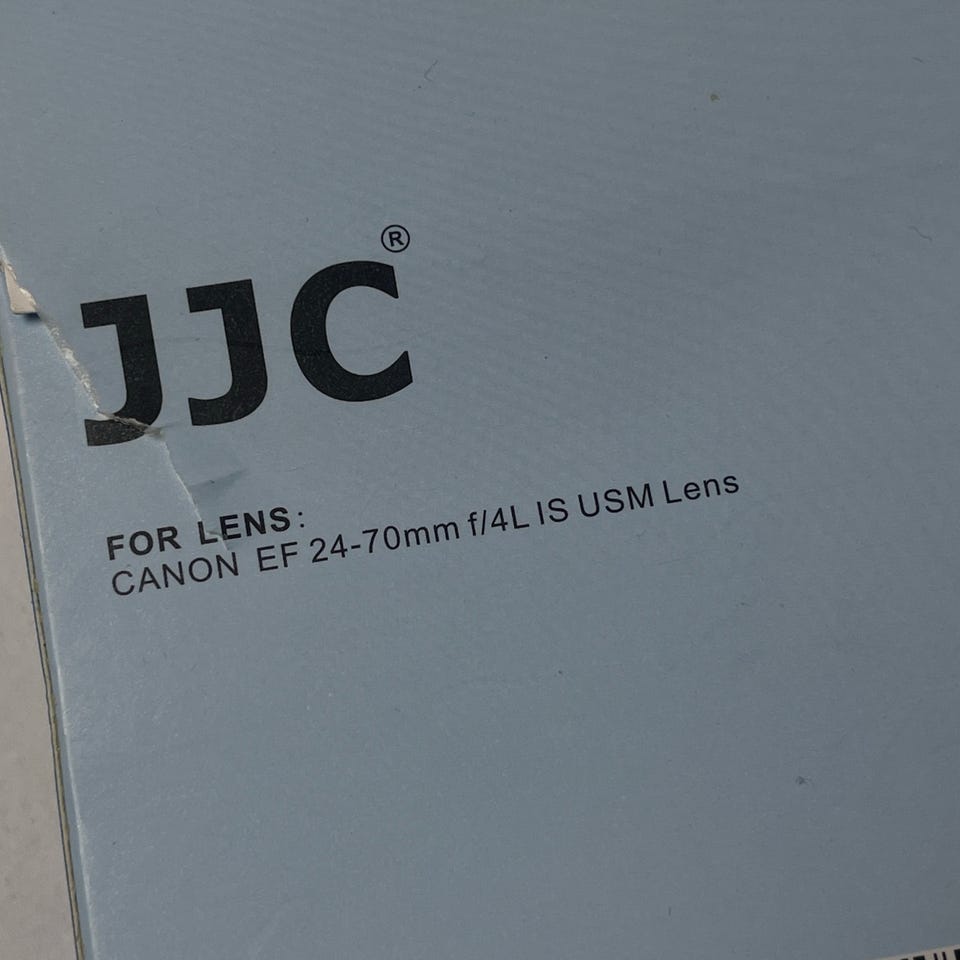 JJC®
FOR LENS:
CANON EF 24-70mm f/4L IS USM Lens